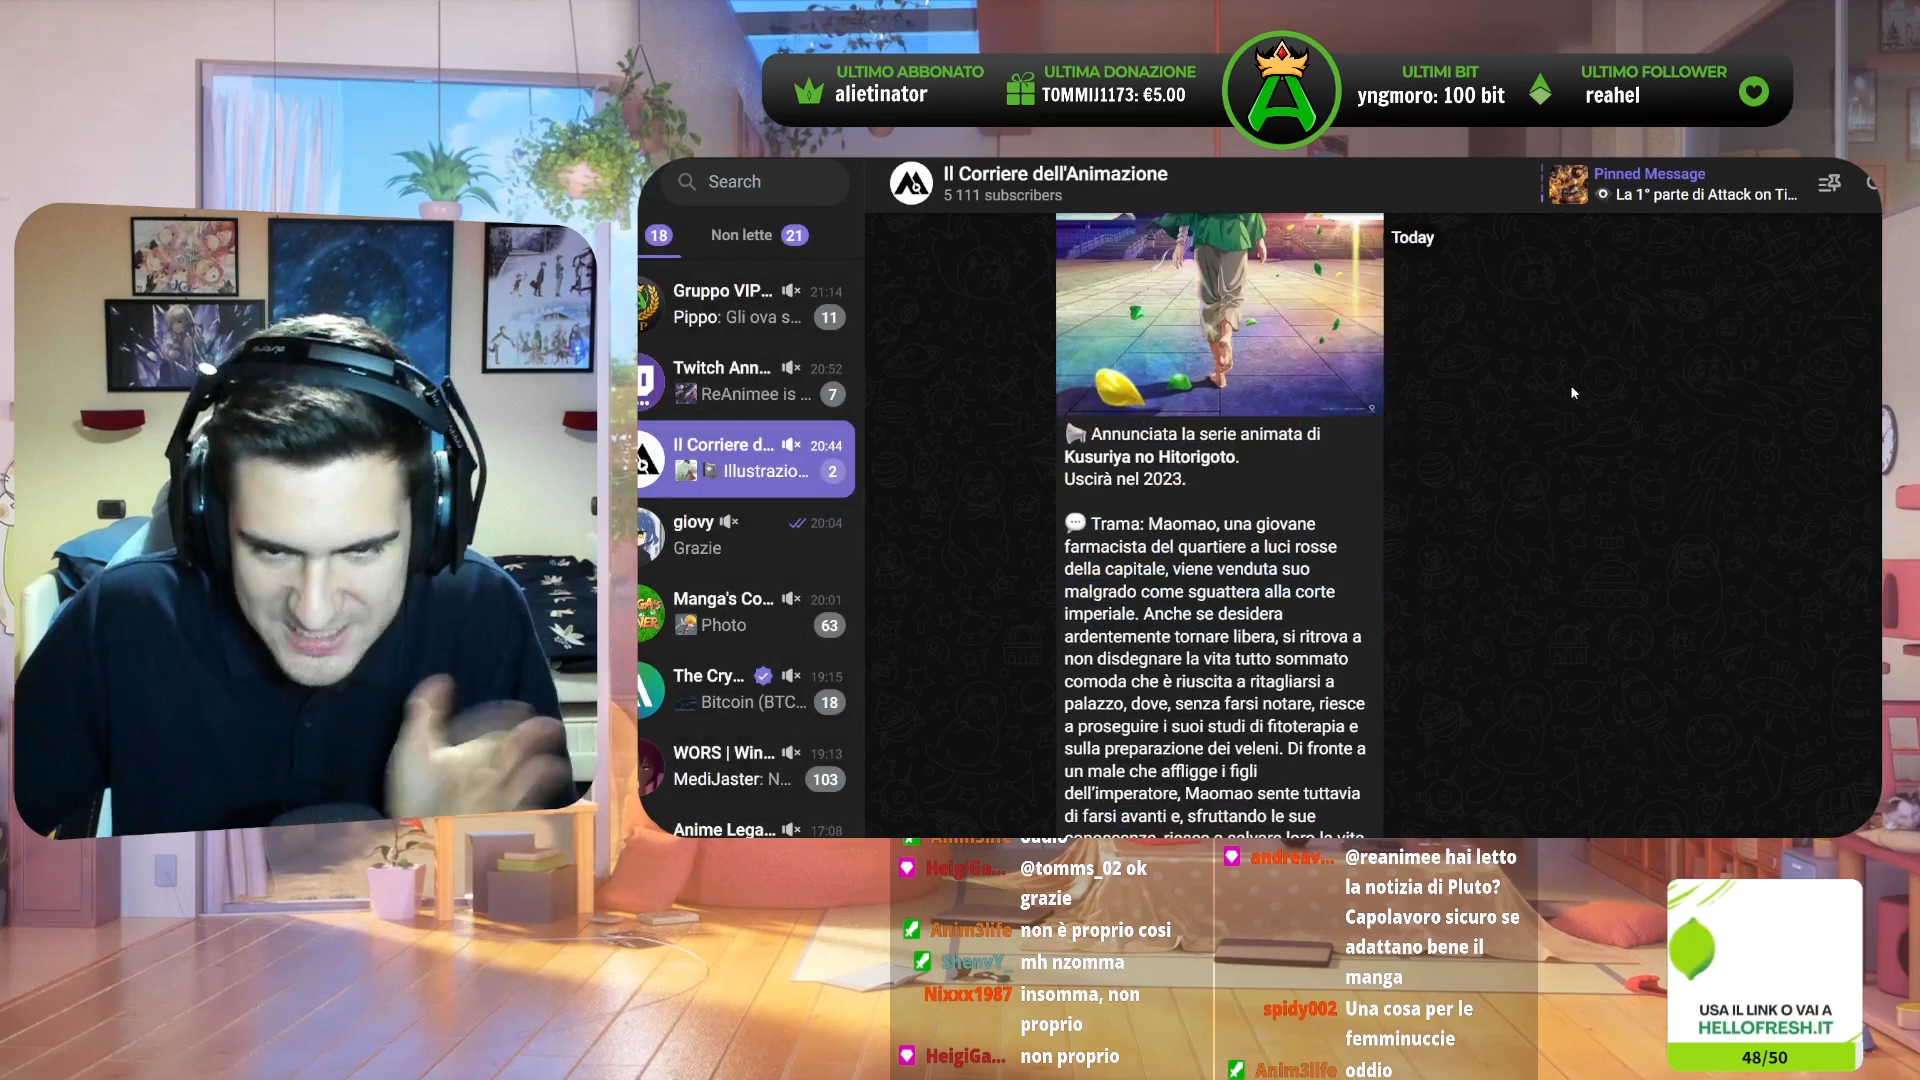 ULTIMO ABBONATO
alietinator
ULTIMA DONAZIONE
TOMMIJ1173: €5.00
ULTIMI BIT
yngmoro: 100 bit
ULTIMO FOLLOWER
reahel
Search
18
Non lette 21
Gruppo VIP... 21:14
Pippo: Gli ova s... 11
Twitch Ann... 20:52
ReAnimee is ... 7
Il Corriere d... 20:44
Illustrazio... 2
giovy 20:04
Grazie
Manga's Co... 20:01
Photo 63
The Cry... 19:15
Bitcoin (BTC... 18
WORS | Win... 19:13
MediJaster: N... 103
Anime Lega... 17:08
Il Corriere dell'Animazione
5 111 subscribers
Pinned Message
La 1° parte di Attack on Ti...
Today
Annunciata la serie animata di
Kusuriya no Hitorigoto.
Uscirà nel 2023.
Trama: Maomao, una giovane
farmacista del quartiere a luci rosse
della capitale, viene venduta suo
malgrado come sguattera alla corte
imperiale. Anche se desidera
ardentemente tornare libera, si ritrova a
non disdegnare la vita tutto sommato
comoda che è riuscita a ritagliarsi a
palazzo, dove, senza farsi notare, riesce
a proseguire i suoi studi di fitoterapia e
sulla preparazione dei veleni. Di fronte a
un male che affligge i figli
dell'imperatore, Maomao sente tuttavia
di farsi avanti e, sfruttando le sue
conoscenze, riesce a salvare loro la vita
Anim3life oddio
HeigiGa... @tomms_02 ok
grazie
Anim3life non è proprio cosi
ShenvY_ mh nzomma
Nixxx1987 insomma, non
proprio
HeigiGa... non proprio
andreav... @reanimee hai letto
la notizia di Pluto?
Capolavoro sicuro se
adattano bene il
manga
spidy002 Una cosa per le
femminuccie
Anim3life oddio
USA IL LINK O VAI A
HELLOFRESH.IT
48/50